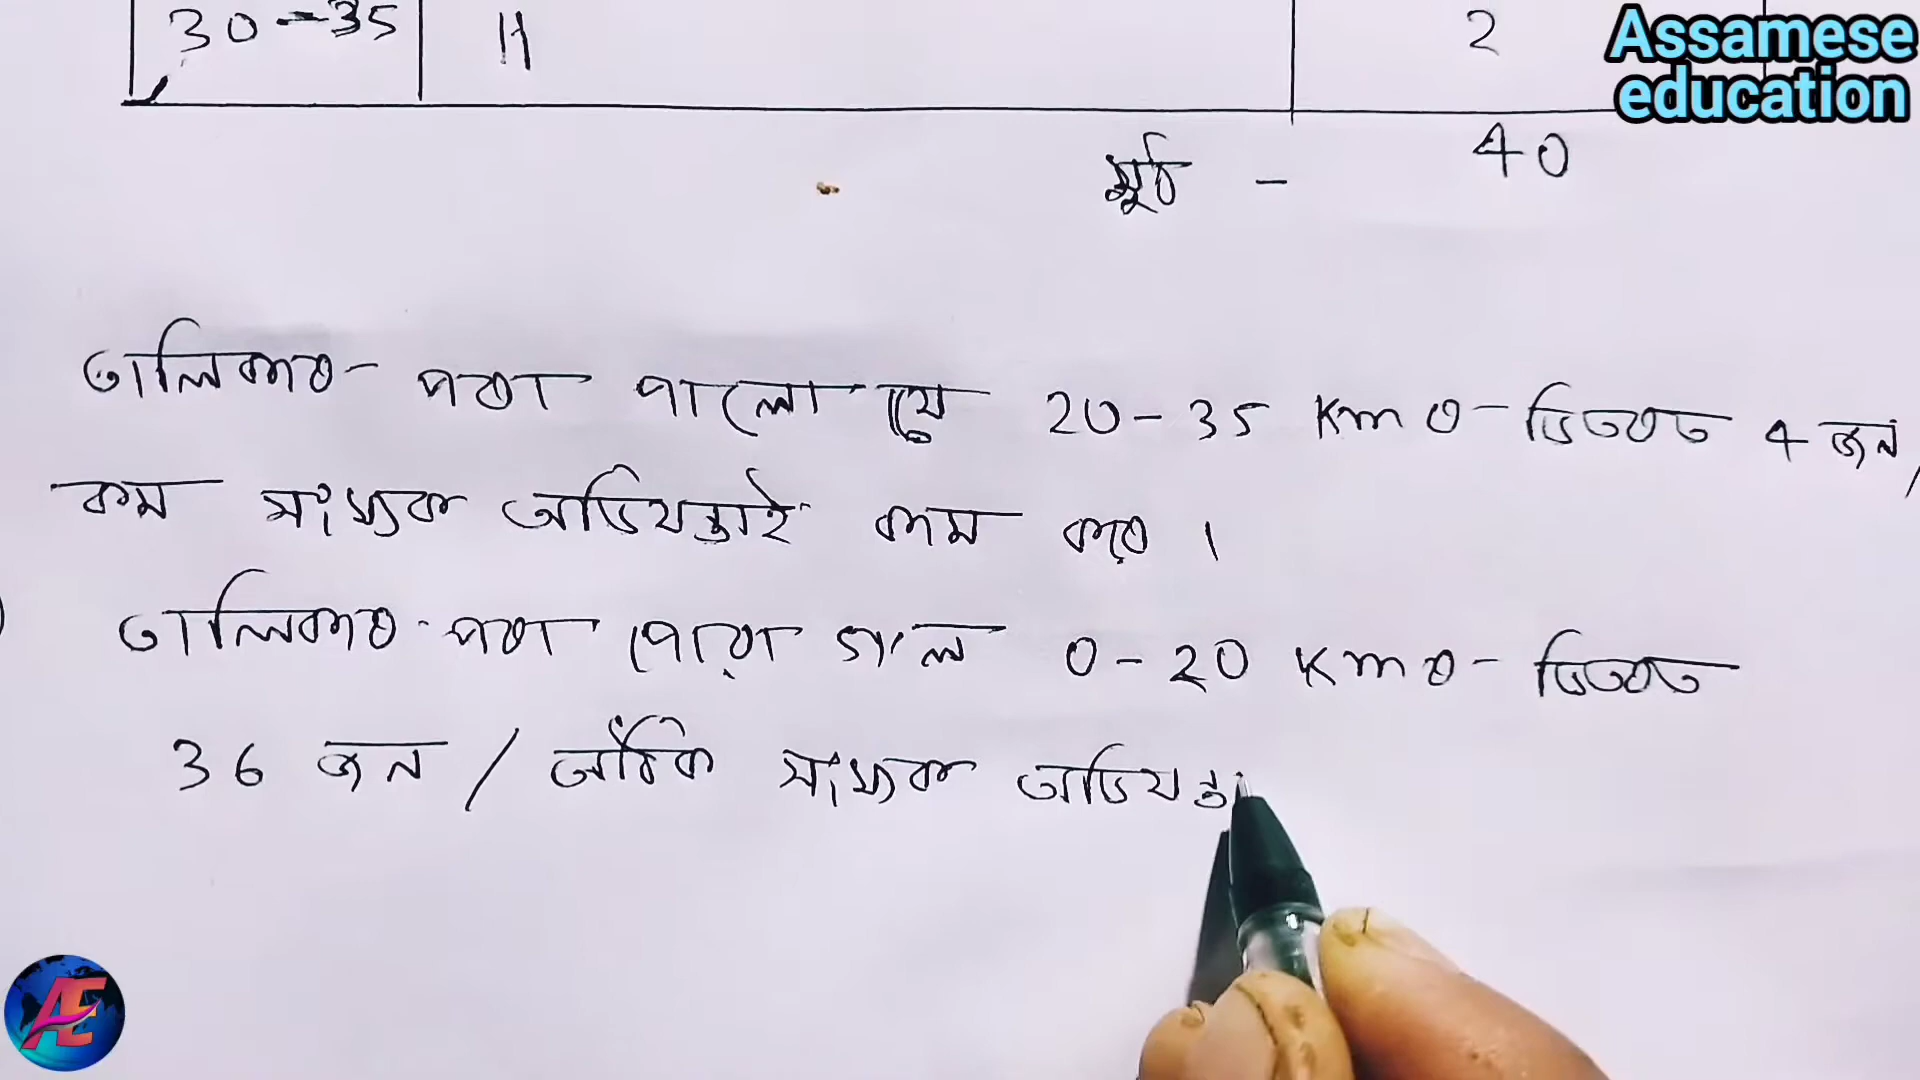 30-35 || 2
Assamese
education
মুঠ - 40
তালিকাৰ পৰা পালো যে 20-35 Km ৰ ভিতৰত 4 জন/
কম সংখ্যক অভিযন্তাই কাম কৰে ।
) তালিকাৰ পৰা পোৱা গ'ল 0-20 Km ৰ ভিতৰত
36 জন / অধিক সংখ্যক অভিযন্তা
AE